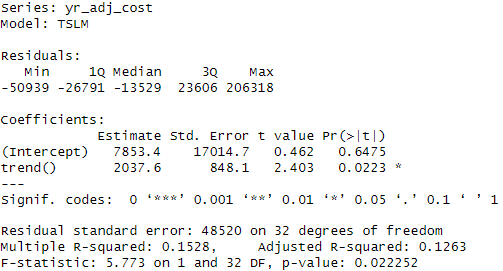 Series: yr_adj_cost
Model: TSLM

Residuals:
   Min     1Q Median     3Q    Max
-50939 -26791 -13529  23606 206318

Coefficients:
            Estimate Std. Error t value Pr(>|t|)
(Intercept)   7853.4    17014.7   0.462   0.6475
trend()       2037.6      848.1   2.403   0.0223 *
---
Signif. codes:  0 ‘***’ 0.001 ‘**’ 0.01 ‘*’ 0.05 ‘.’ 0.1 ‘ ’ 1

Residual standard error: 48520 on 32 degrees of freedom
Multiple R-squared: 0.1528,	Adjusted R-squared: 0.1263
F-statistic: 5.773 on 1 and 32 DF, p-value: 0.022252